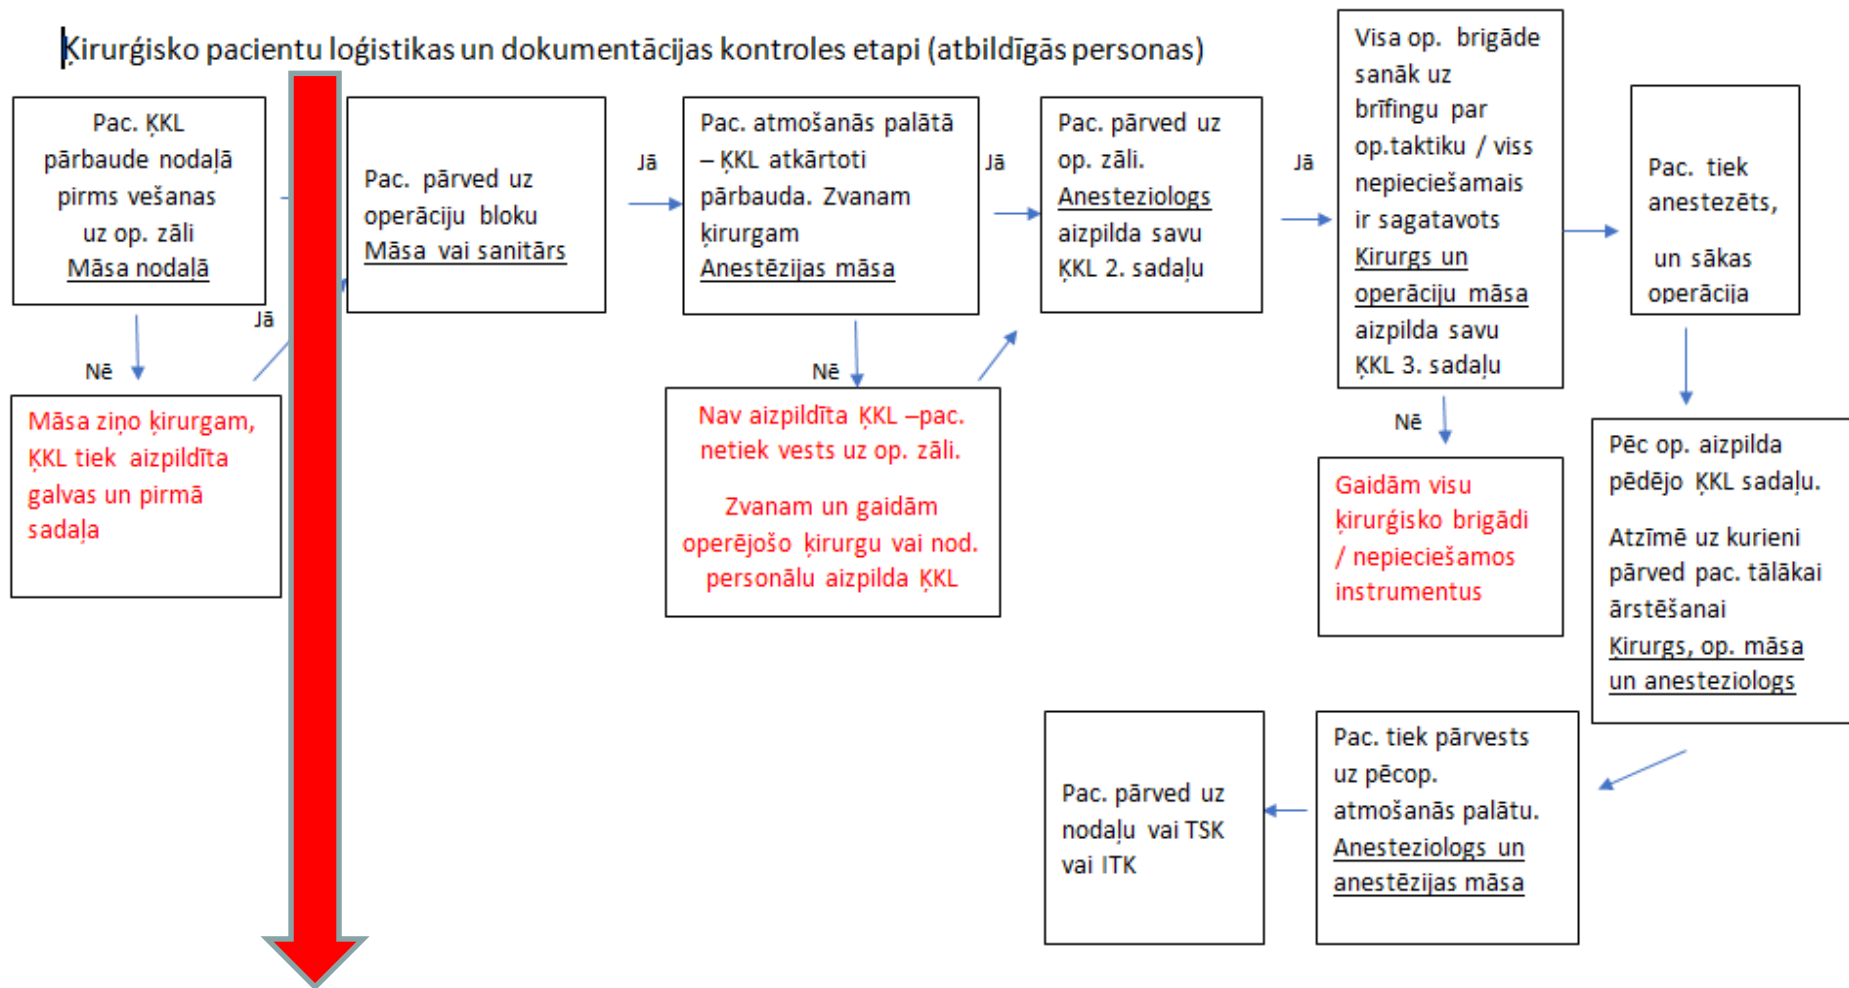 Ķirurģisko pacientu loģistikas un dokumentācijas kontroles etapi (atbildīgās personas)
Pac. ĶKL
pārbaude nodaļā
pirms vešanas
uz op. zāli
Māsa nodaļā
Jā
Nē
Māsa ziņo ķirurgam,
ĶKL tiek aizpildīta
galvas un pirmā
sadaļa
Pac. pārved uz
operāciju bloku
Māsa vai sanitārs
Jā
Pac. atmošanās palātā
– ĶKL atkārtoti
pārbauda. Zvanam
ķirurgam
Anestēzijas māsa
Jā
Nē
Nav aizpildīta ĶKL –pac.
netiek vests uz op. zāli.
Zvanam un gaidām
operējošo ķirurgu vai nod.
personālu aizpilda ĶKL
Pac. pārved uz
op. zāli.
Anesteziologs
aizpilda savu
ĶKL 2. sadaļu
Jā
Visa op. brigāde
sanāk uz
brīfingu par
op.taktiku / viss
nepieciešamais
ir sagatavots
Ķirurgs un
operāciju māsa
aizpilda savu
ĶKL 3. sadaļu
Nē
Gaidām visu
ķirurģisko brigādi
/ nepieciešamos
instrumentus
Pac. tiek
anestezēts,
un sākas
operācija
Pēc op. aizpilda
pēdējo ĶKL sadaļu.
Atzīmē uz kurieni
pārved pac. tālākai
ārstēšanai
Ķirurgs, op. māsa
un anesteziologs
Pac. tiek pārvests
uz pēcop.
atmošanās palātu.
Anesteziologs un
anestēzijas māsa
Pac. pārved uz
nodaļu vai TSK
vai ITK